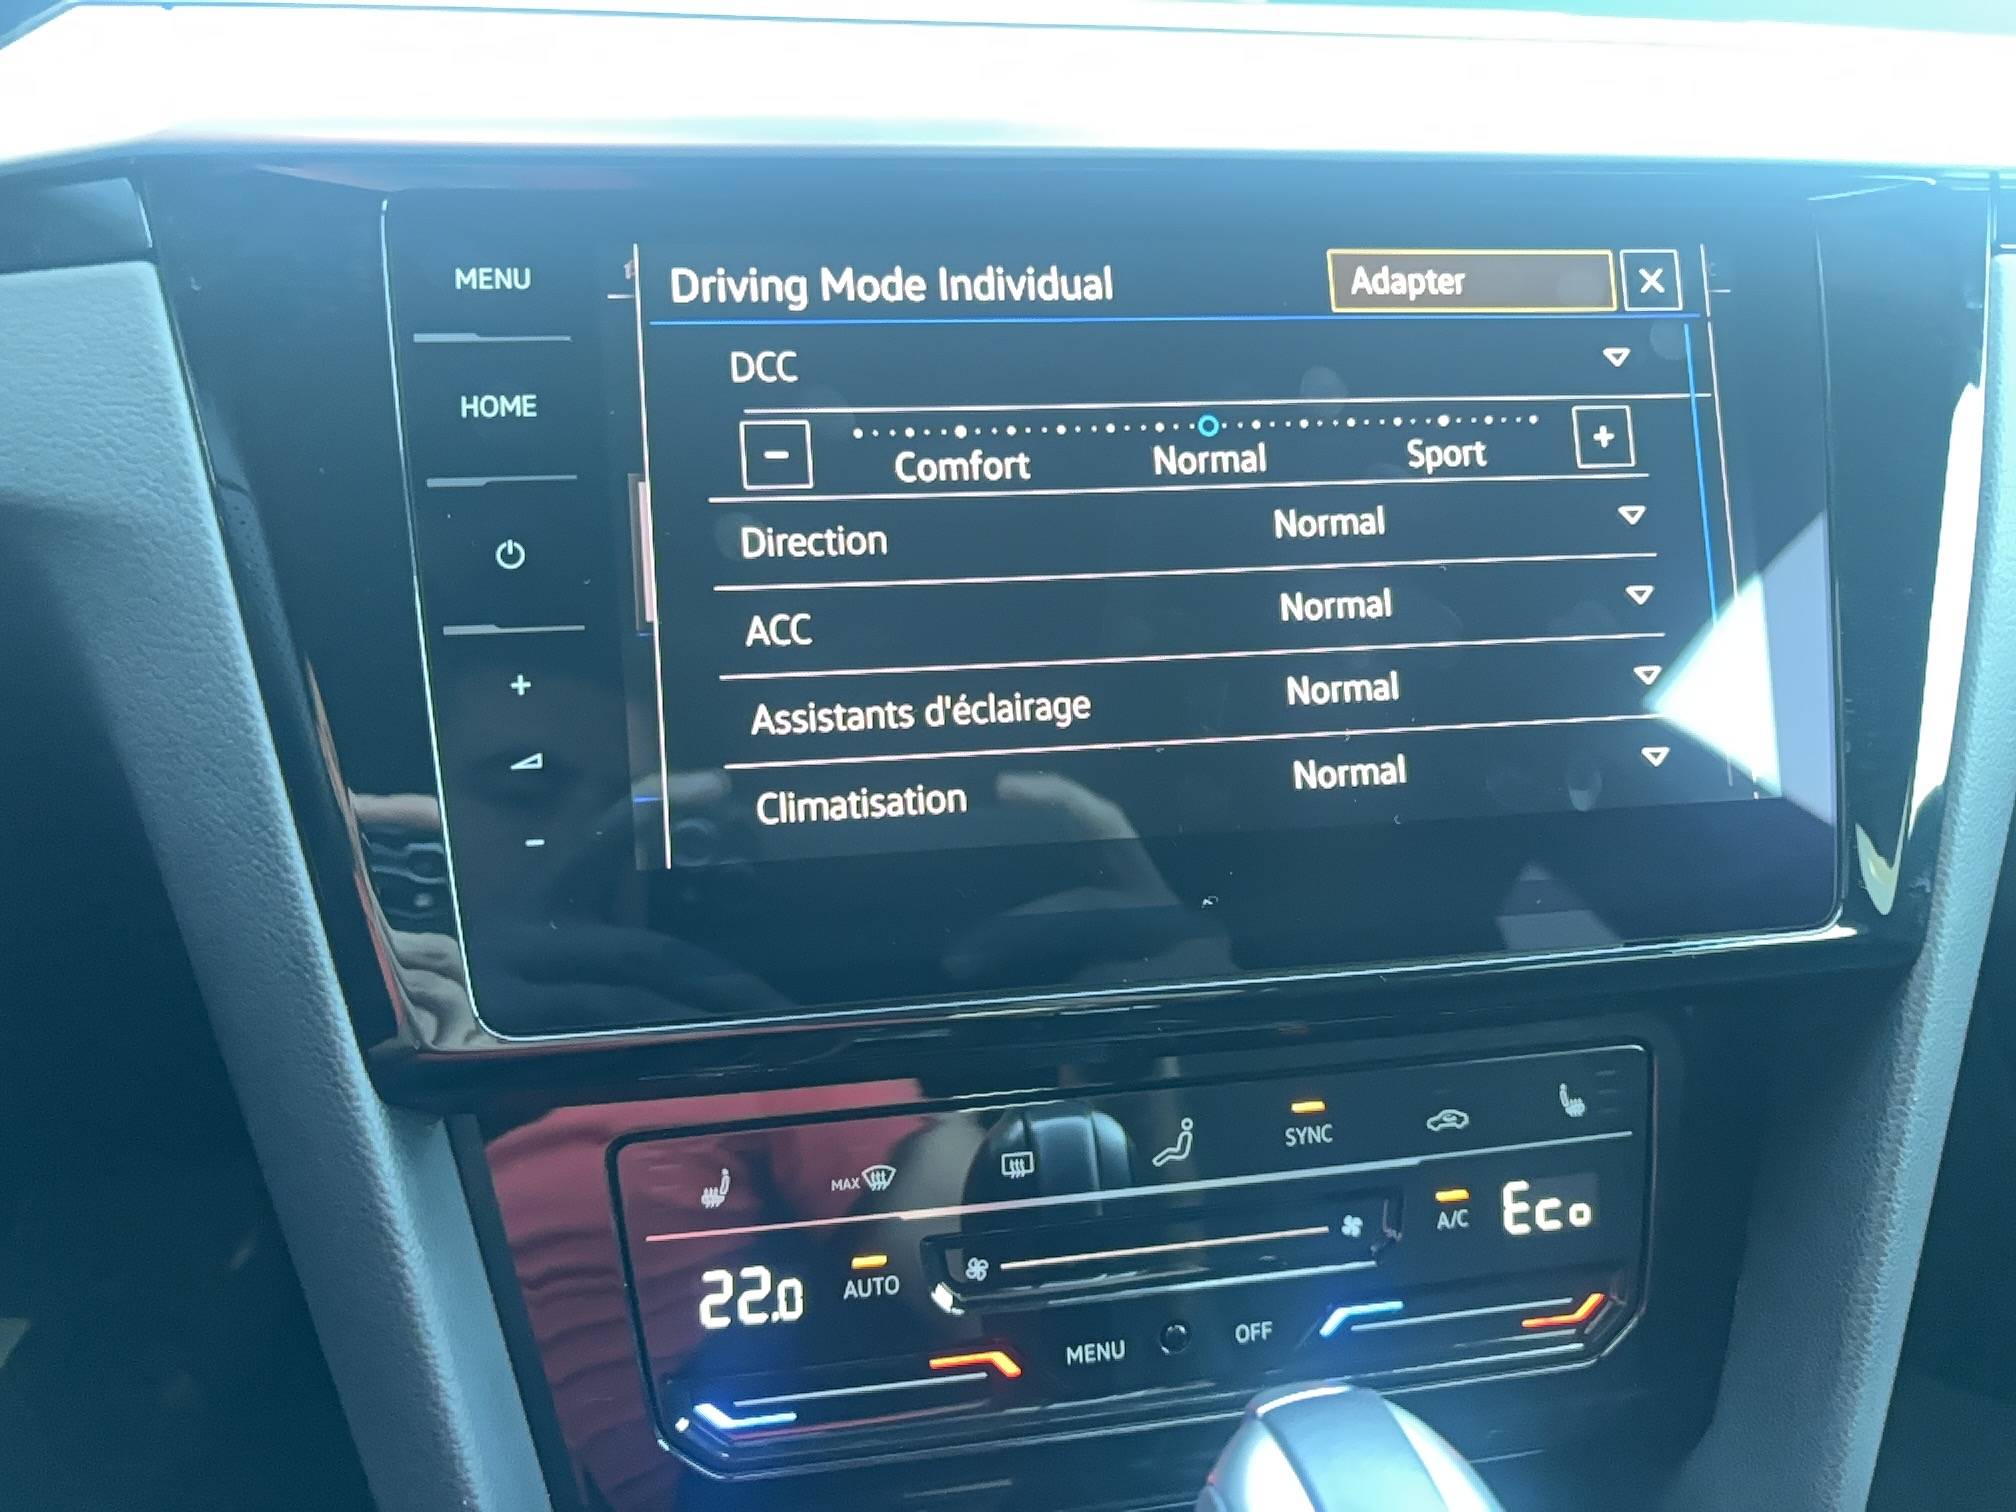 MENU
HOME
Driving Mode Individual
Adapter
DCC
Comfort
Normal
Sport
Direction
Normal
ACC
Normal
Assistants d'éclairage
Normal
Climatisation
Normal
MAX
SYNC
22.0
AUTO
A/C
Eco
MENU
OFF